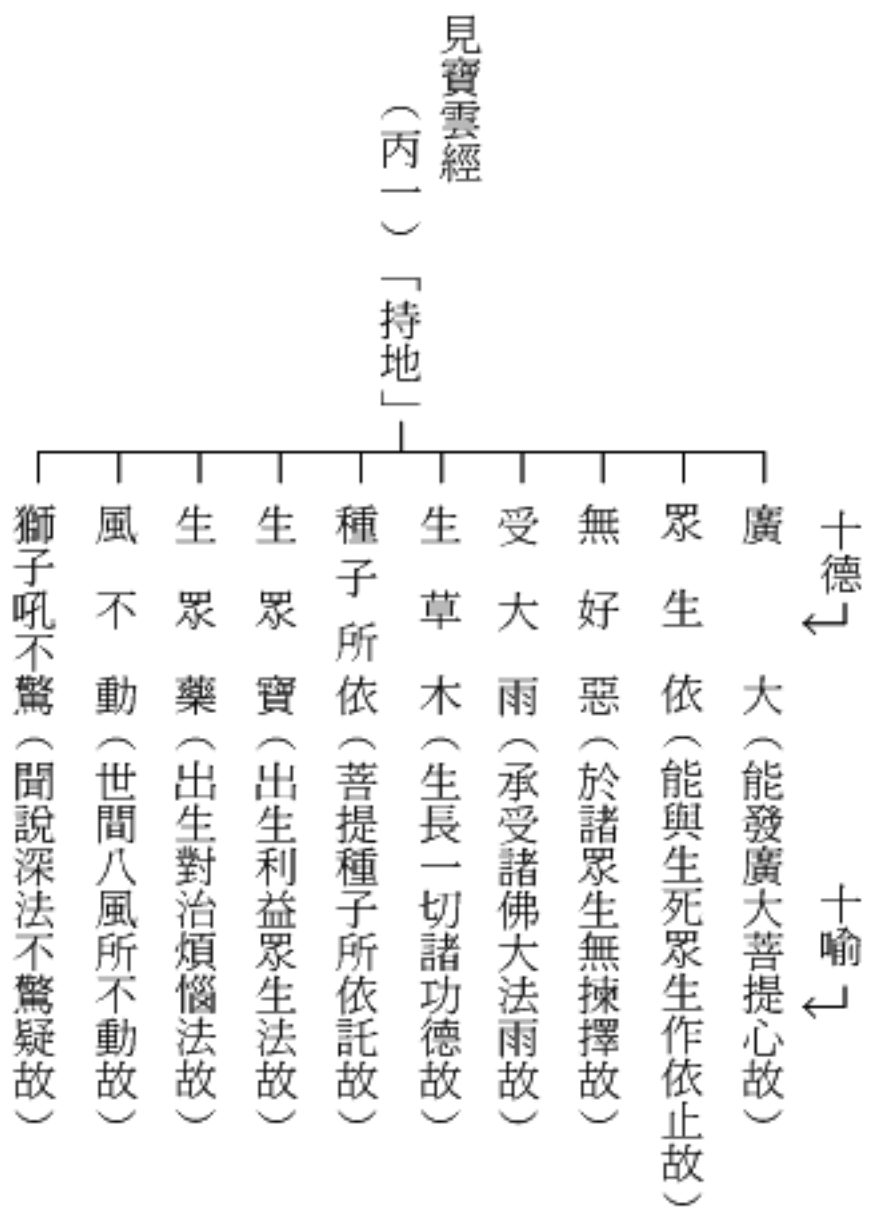 見寶雲經
（丙一）「持地」
十德
十喻
廣大（能發廣大菩提心故）
眾生依（能與生死眾生作依止故）
無好惡（於諸眾生無揀擇故）
受大雨（承受諸佛大法雨故）
生草木（生長一切諸功德故）
種子所依（菩提種子所依託故）
生眾寶（出生利益眾生法故）
生眾藥（出生對治煩惱法故）
風不動（世間八風所不動故）
獅子吼不驚（聞說深法不驚疑故）